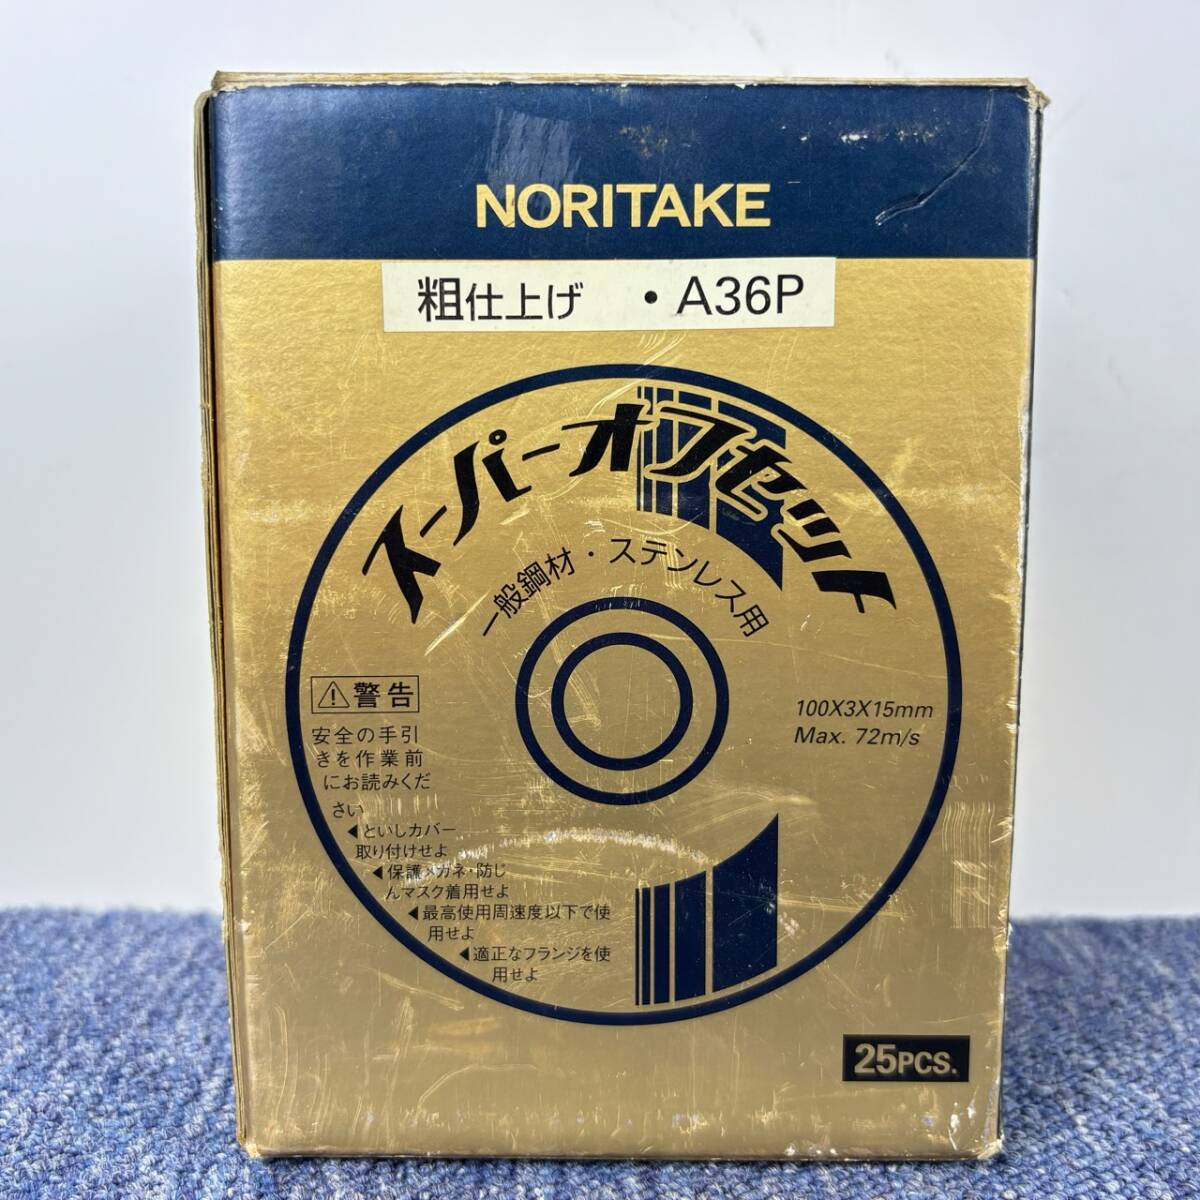 NORITAKE
粗仕上げ ・A36P
スーパーオフセット
一般鋼材・ステンレス用
警告
安全の手引
きを作業前
にお読みくだ
さい
◀といしカバー
取り付けせよ
◀保護メガネ・防じ
んマスク着用せよ
◀最高使用周速度以下で使
用せよ
◀適正なフランジを使
用せよ
100X3X15mm
Max. 72m/s
25PCS.